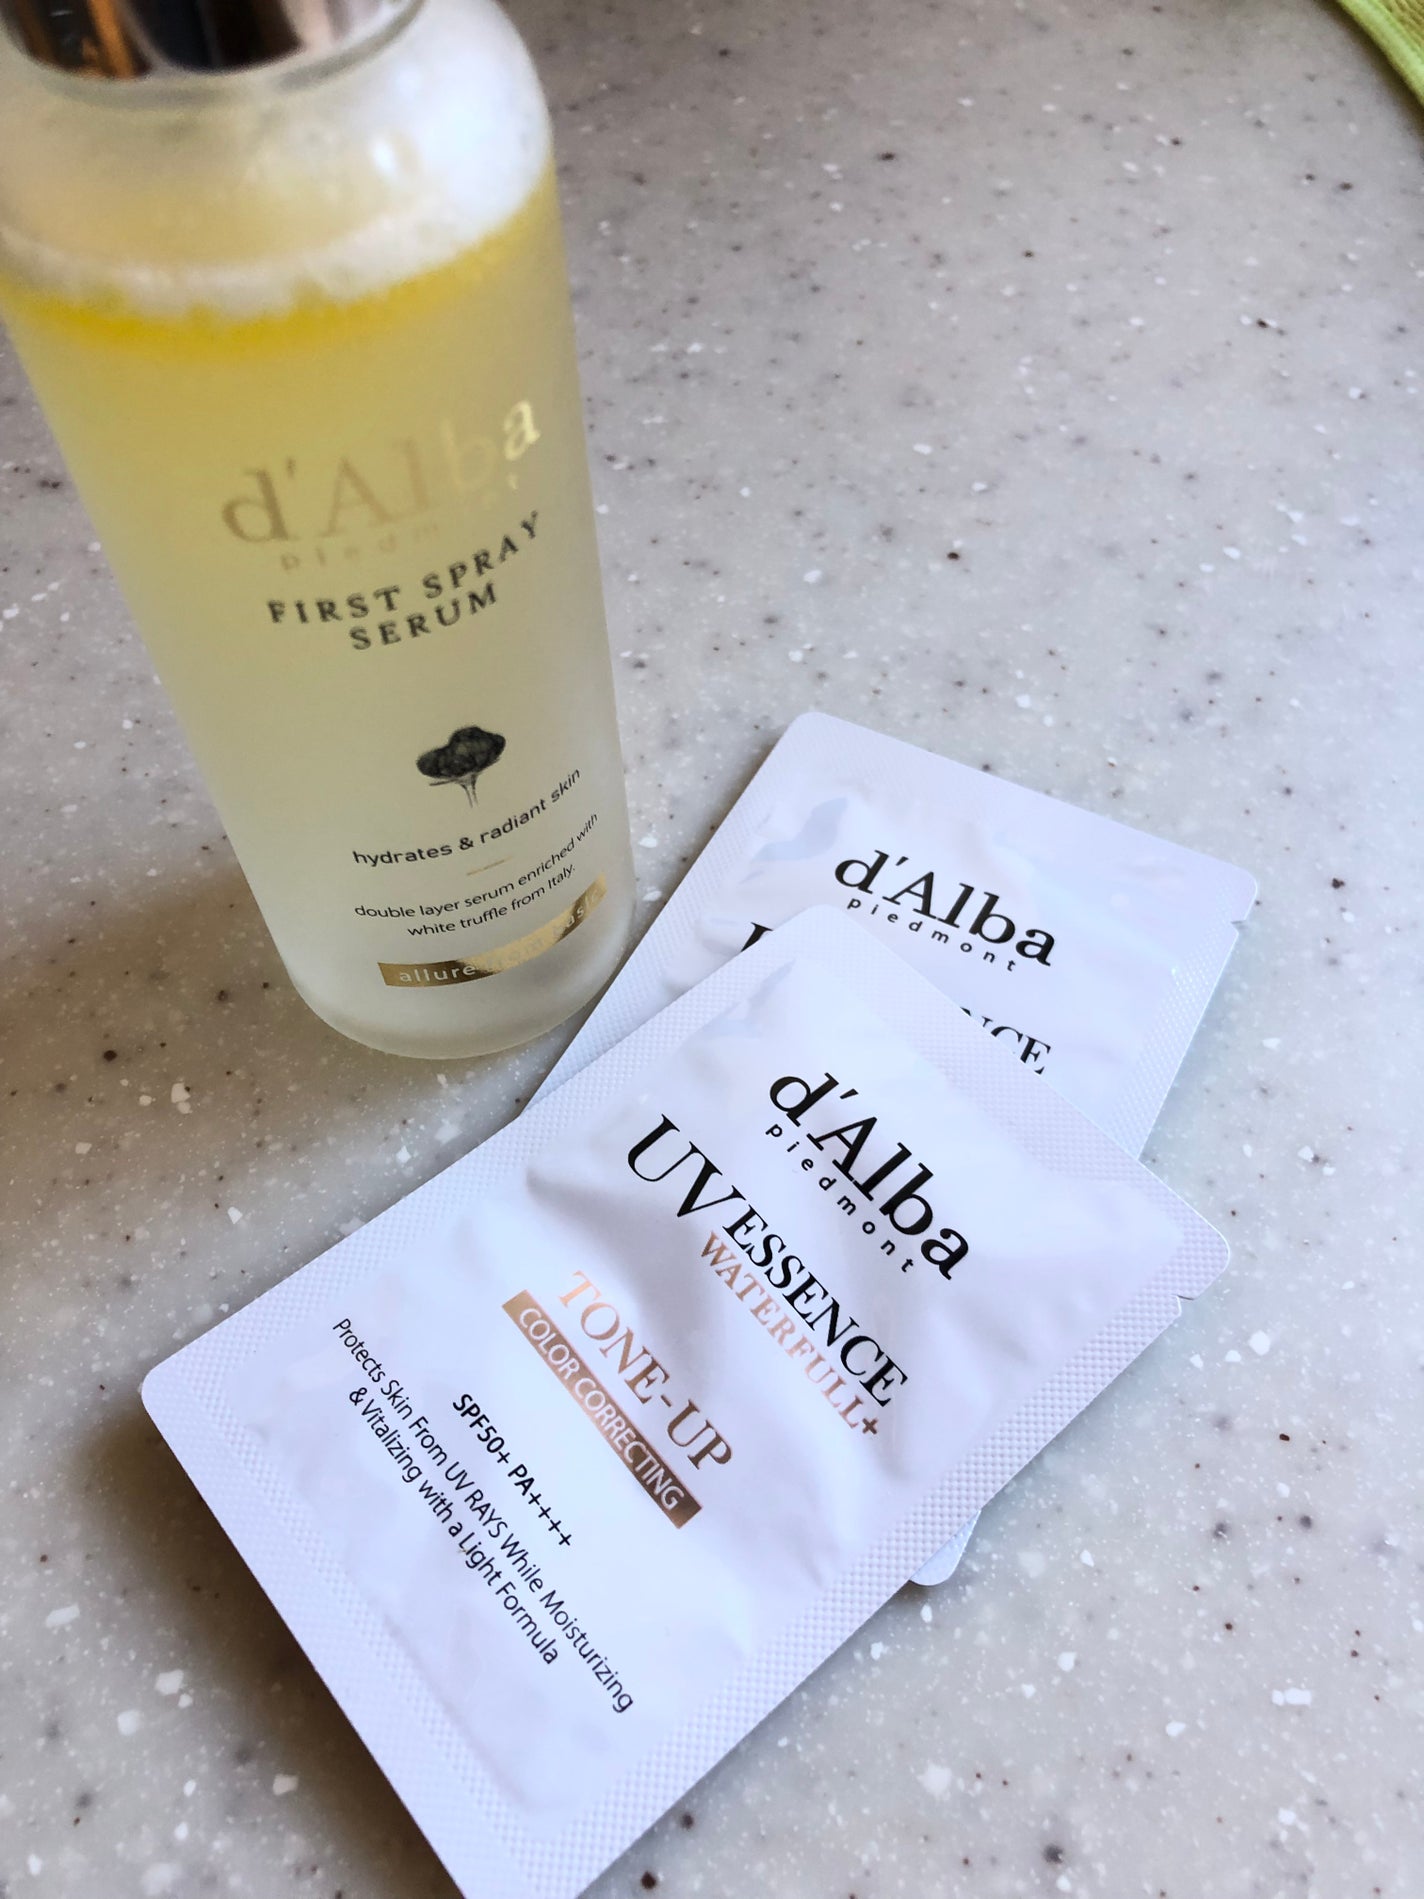 d'Alba
FIRST SPRAY
SERUM
hydrates & radiant skin
double layer serum enriched with
white truffle from Italy.
allure
d'Alba
piedmont
d'Alba
piedmont
UV ESSENCE
WATERFULL+
TONE-UP
COLOR CORRECTING
SPF50+ PA++++
Protects Skin From UV RAYS While Moisturizing
& Vitalizing with a Light Formula